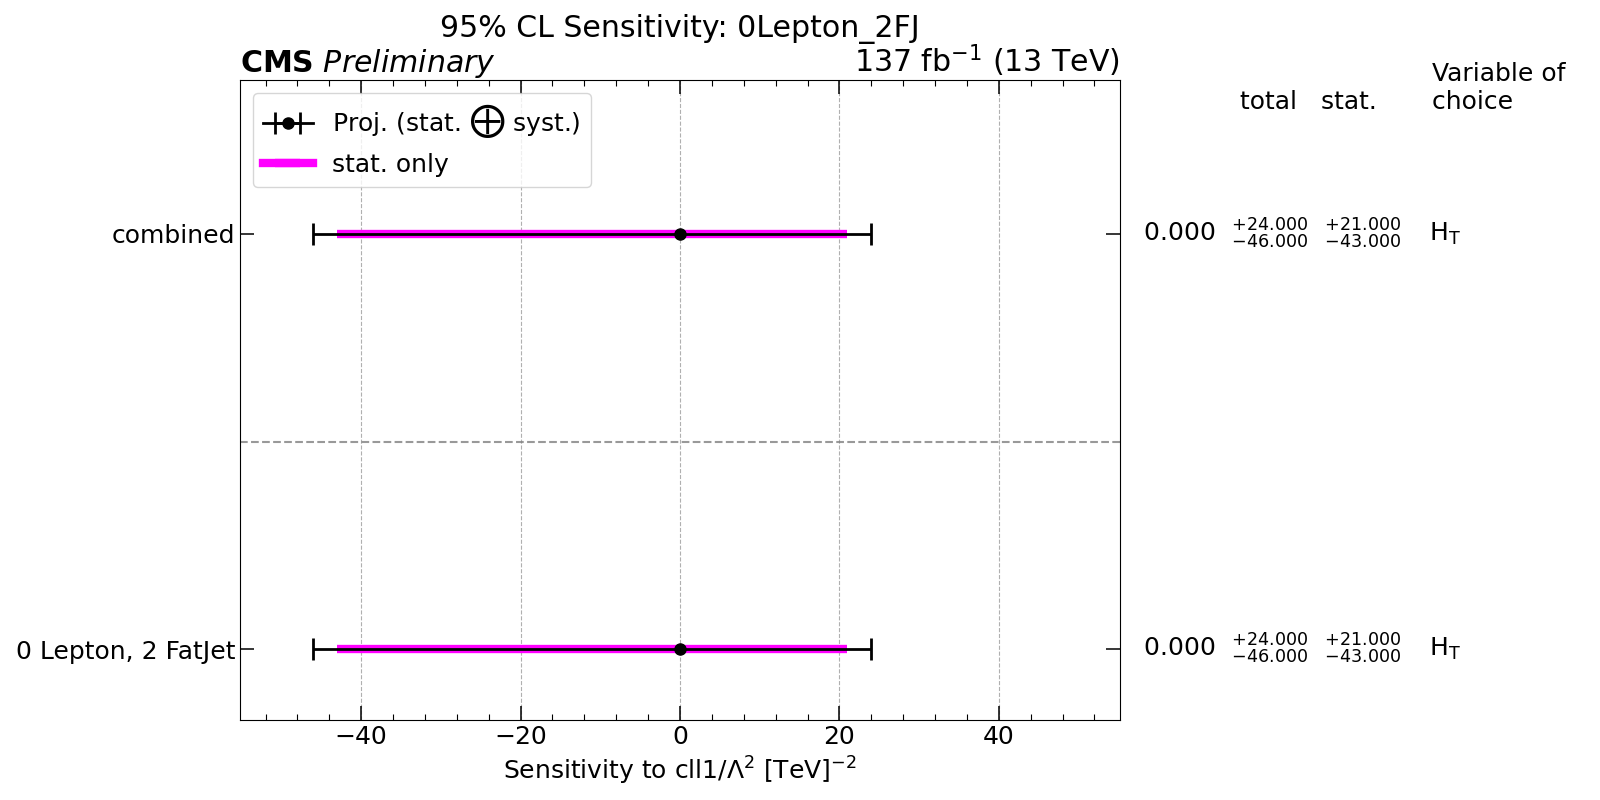 95% CL Sensitivity: 0Lepton_2FJ
CMS Preliminary 137 fb⁻¹ (13 TeV)
Variable of
total stat. choice
Proj. (stat. ⊕ syst.)
stat. only
combined 0.000 +24.000 −46.000 +21.000 −43.000 H_T
0 Lepton, 2 FatJet 0.000 +24.000 −46.000 +21.000 −43.000 H_T
−40 −20 0 20 40
Sensitivity to cll1/Λ² [TeV]⁻²